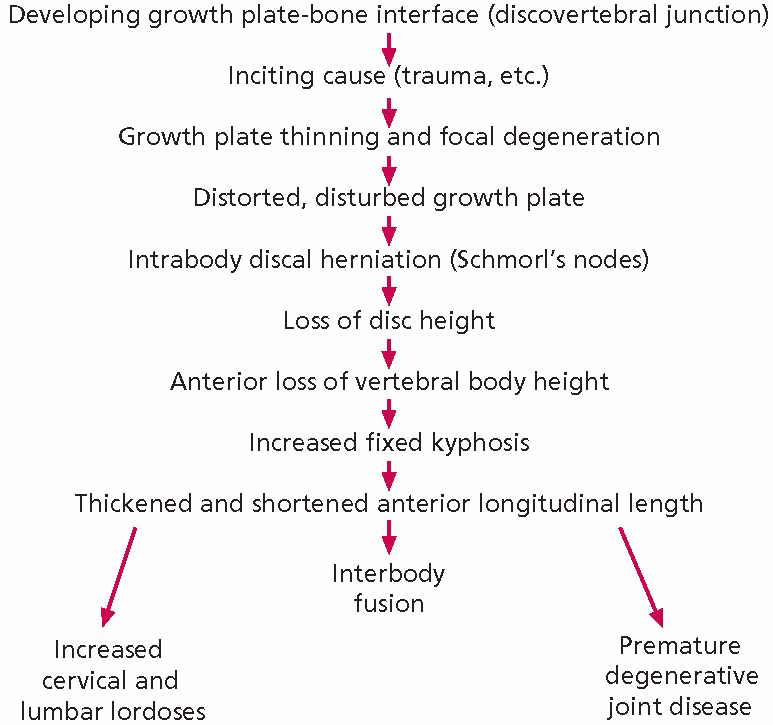 Developing growth plate-bone interface (discovertebral junction)
Inciting cause (trauma, etc.)
Growth plate thinning and focal degeneration
Distorted, disturbed growth plate
Intrabody discal herniation (Schmorl's nodes)
Loss of disc height
Anterior loss of vertebral body height
Increased fixed kyphosis
Thickened and shortened anterior longitudinal length
Interbody
fusion
Increased
cervical and
lumbar lordoses
Premature
degenerative
joint disease